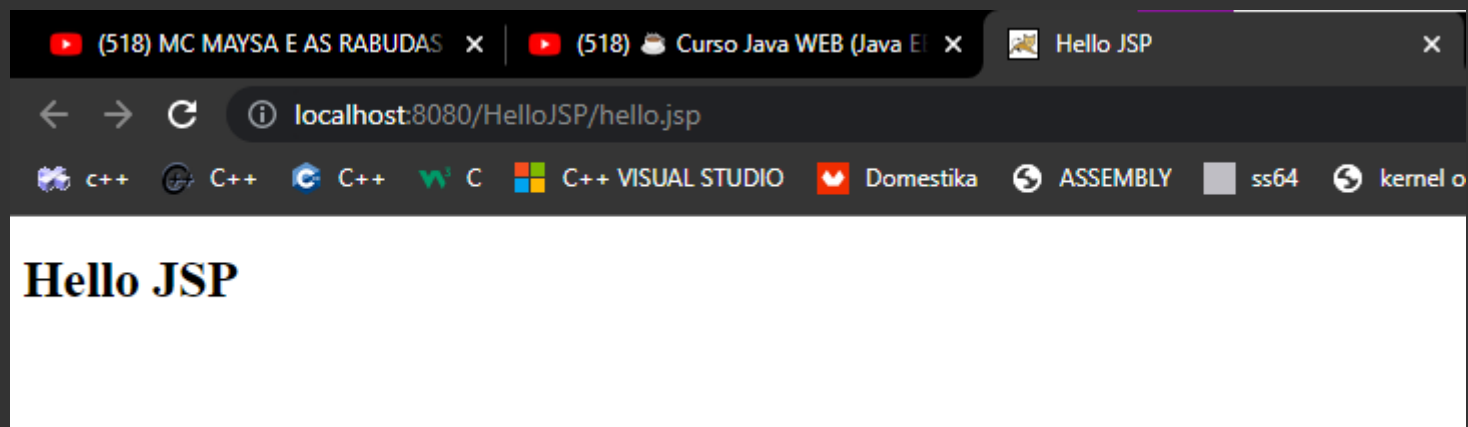 (518) MC MAYSA E AS RABUDAS (518) ☕ Curso Java WEB (Java E Hello JSP
localhost:8080/HelloJSP/hello.jsp
c++ C++ C++ W3 C C++ VISUAL STUDIO Domestika ASSEMBLY ss64 kernel o
Hello JSP